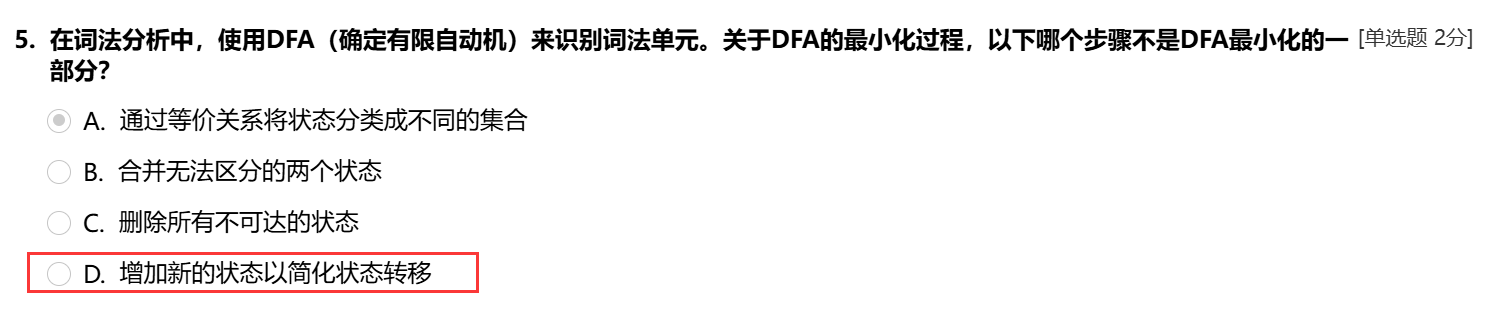 5. 在词法分析中，使用DFA（确定有限自动机）来识别词法单元。关于DFA的最小化过程，以下哪个步骤不是DFA最小化的一 [单选题 2分]
部分？
A. 通过等价关系将状态分类成不同的集合
B. 合并无法区分的两个状态
C. 删除所有不可达的状态
D. 增加新的状态以简化状态转移